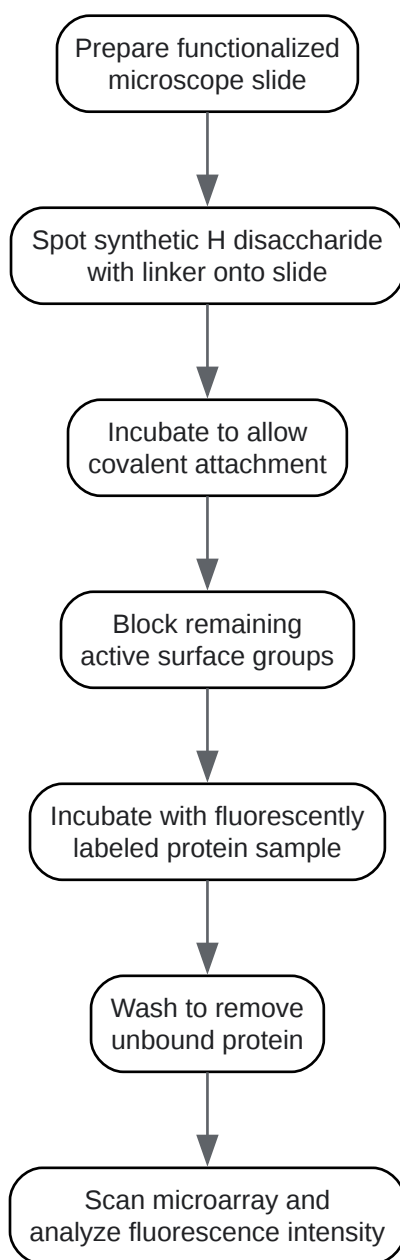 Prepare functionalized
microscope slide
Spot synthetic H disaccharide
with linker onto slide
Incubate to allow
covalent attachment
Block remaining
active surface groups
Incubate with fluorescently
labeled protein sample
Wash to remove
unbound protein
Scan microarray and
analyze fluorescence intensity